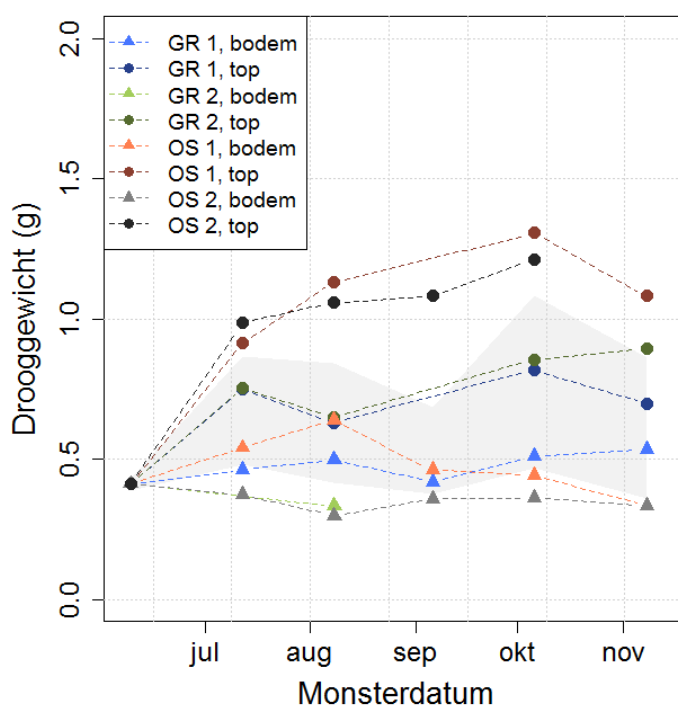 GR 1, bodem
GR 1, top
GR 2, bodem
GR 2, top
OS 1, bodem
OS 1, top
OS 2, bodem
OS 2, top
Drooggewicht (g)
2.0
1.5
1.0
0.5
0.0
jul aug sep okt nov
Monsterdatum